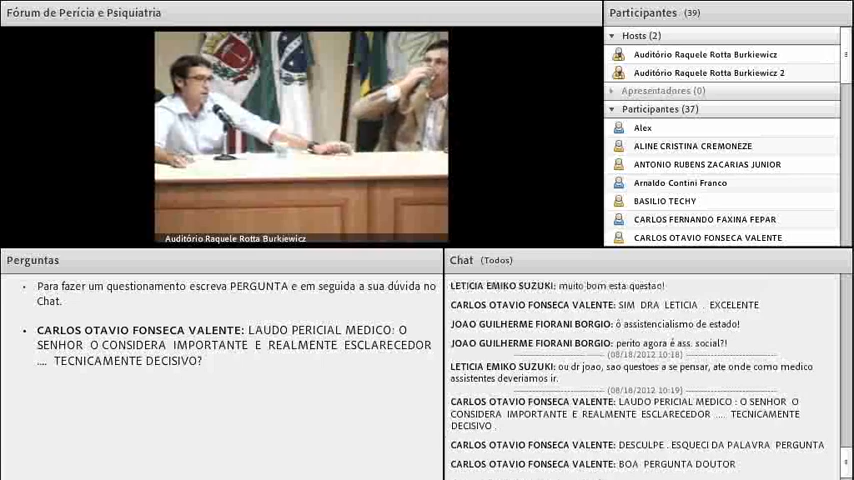 Fórum de Perícia e Psiquiatria
Auditório Raquele Rotta Burkiewicz
Participantes (39)
Hosts (2)
Auditório Raquele Rotta Burkiewicz
Auditório Raquele Rotta Burkiewicz 2
Apresentadores (0)
Participantes (37)
Alex
ALINE CRISTINA CREMONEZE
ANTONIO RUBENS ZACARIAS JUNIOR
Arnaldo Contini Franco
BASILIO TECHY
CARLOS FERNANDO FAXINA FEPAR
CARLOS OTAVIO FONSECA VALENTE
Perguntas
Para fazer um questionamento escreva PERGUNTA e em seguida a sua dúvida no
Chat.
CARLOS OTAVIO FONSECA VALENTE: LAUDO PERICIAL MEDICO: O
SENHOR O CONSIDERA IMPORTANTE E REALMENTE ESCLARECEDOR
.... TECNICAMENTE DECISIVO?
Chat (Todos)
LETICIA EMIKO SUZUKI: muito bom esta questao!
CARLOS OTAVIO FONSECA VALENTE: SIM DRA LETICIA . EXCELENTE
JOAO GUILHERME FIORANI BORGIO: ô assistencialismo de estado!
JOAO GUILHERME FIORANI BORGIO: perito agora é ass. social?!
(08/18/2012 10:18)
LETICIA EMIKO SUZUKI: ou dr joao, sao questoes a se pensar, ate onde como medico
assistentes deveriamos ir.
(08/18/2012 10:19)
CARLOS OTAVIO FONSECA VALENTE: LAUDO PERICIAL MEDICO : O SENHOR O
CONSIDERA IMPORTANTE E REALMENTE ESCLARECEDOR .... TECNICAMENTE
DECISIVO .
CARLOS OTAVIO FONSECA VALENTE: DESCULPE . ESQUECI DA PALAVRA PERGUNTA
CARLOS OTAVIO FONSECA VALENTE: BOA PERGUNTA DOUTOR